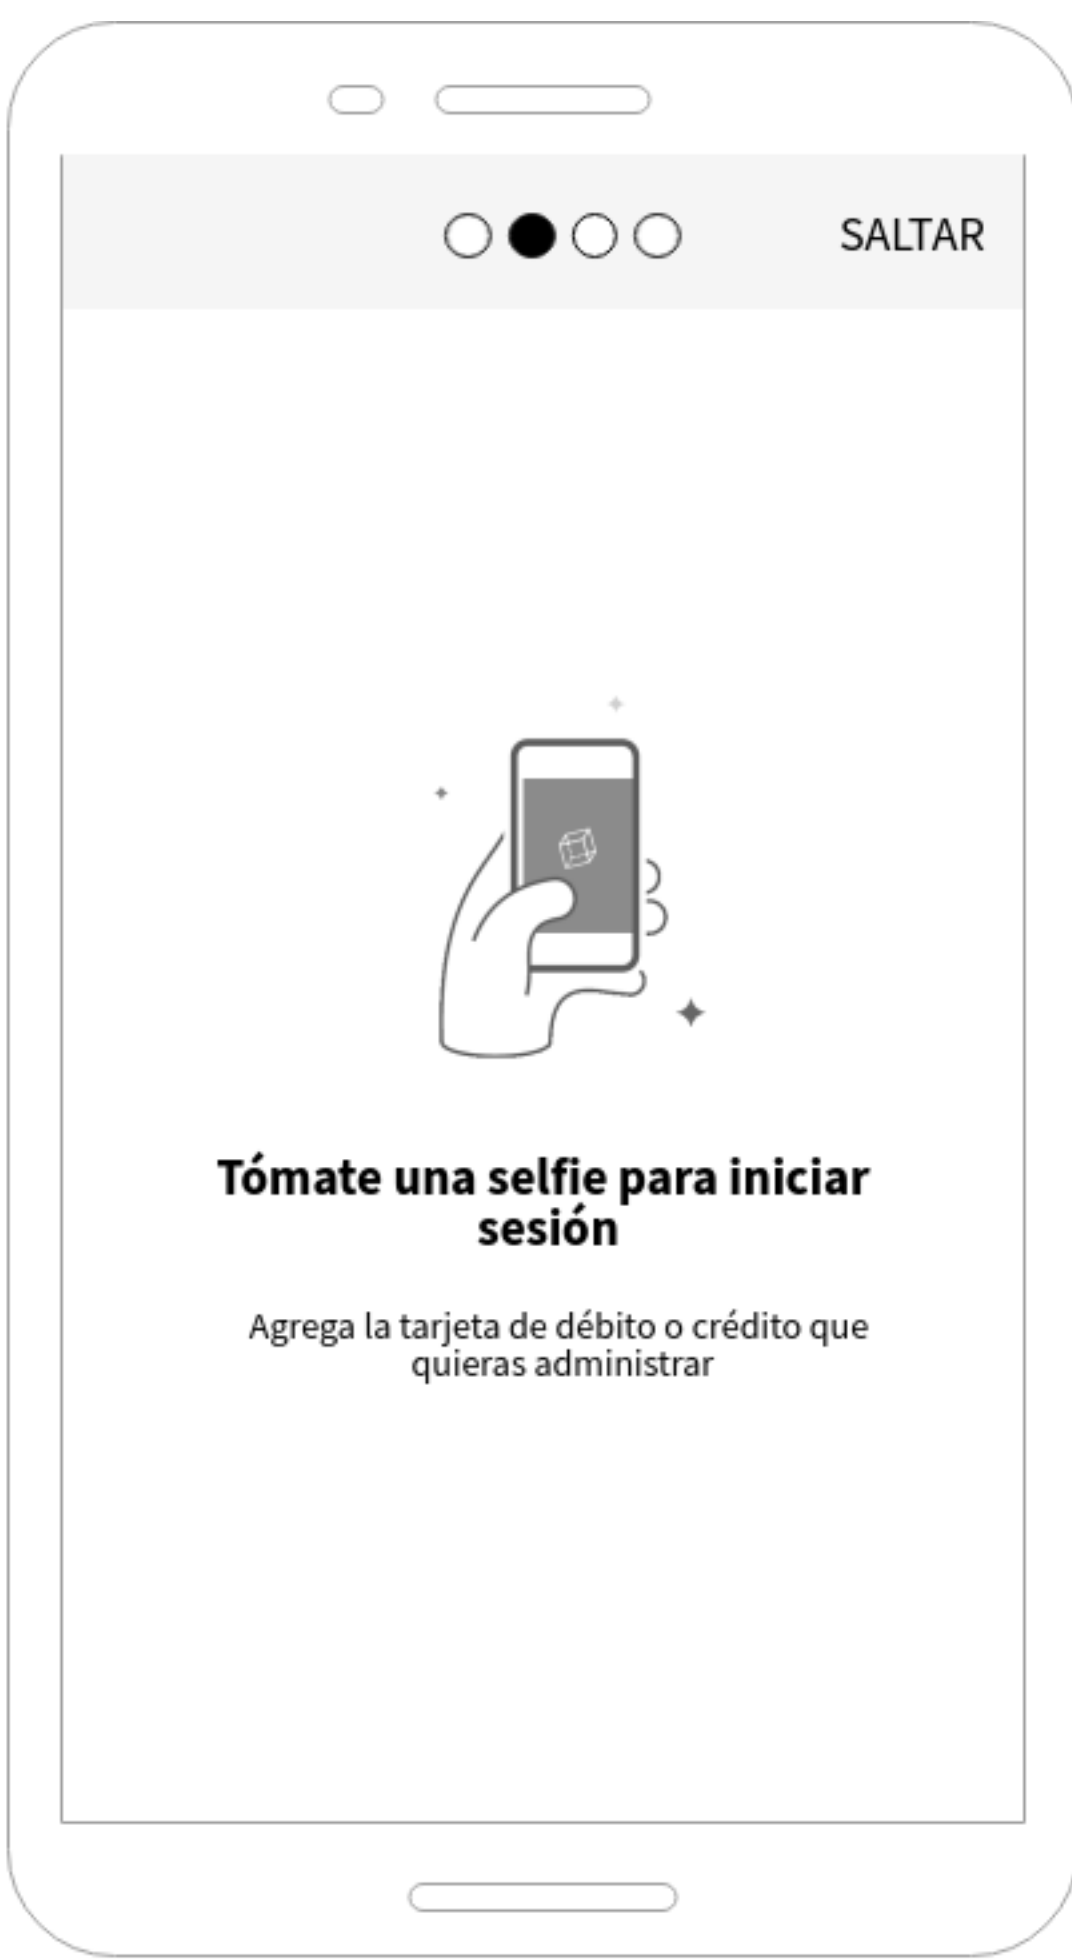 SALTAR
Tómate una selfie para iniciar
sesión
Agrega la tarjeta de débito o crédito que
quieras administrar